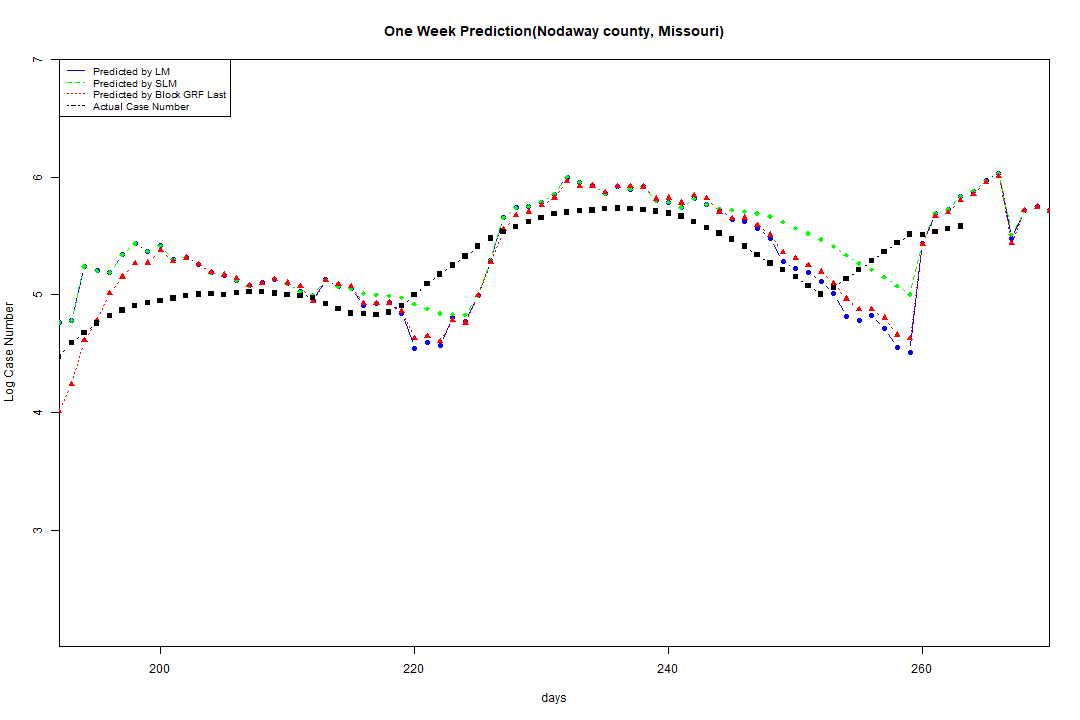 One Week Prediction(Nodaway county, Missouri)
Predicted by LM
Predicted by SLM
Predicted by Block GRF Last
Actual Case Number
7
6
5
4
3
Log Case Number
200 220 240 260
days